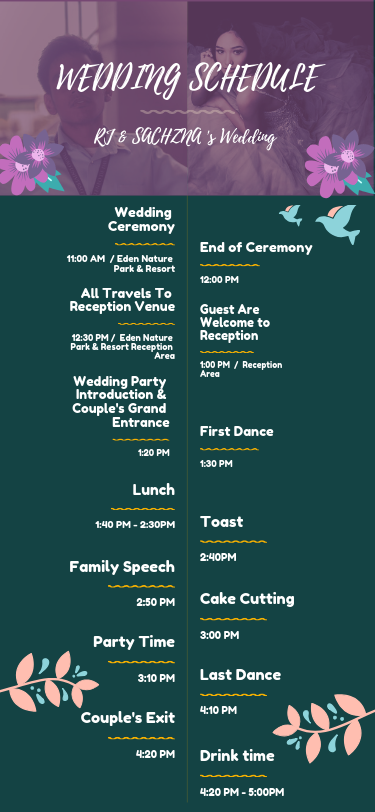 WEDDING SCHEDULE
RJ & SACHZNA 's Wedding
Wedding
Ceremony
11:00 AM / Eden Nature
Park & Resort
End of Ceremony
12:00 PM
All Travels To
Reception Venue
12:30 PM / Eden Nature
Park & Resort Reception
Area
Guest Are
Welcome to
Reception
1:00 PM / Reception
Area
Wedding Party
Introduction &
Couple's Grand
Entrance
1:20 PM
First Dance
1:30 PM
Lunch
1:40 PM - 2:30PM
Toast
2:40PM
Family Speech
2:50 PM
Cake Cutting
3:00 PM
Party Time
3:10 PM
Last Dance
4:10 PM
Couple's Exit
4:20 PM
Drink time
4:20 PM - 5:00PM